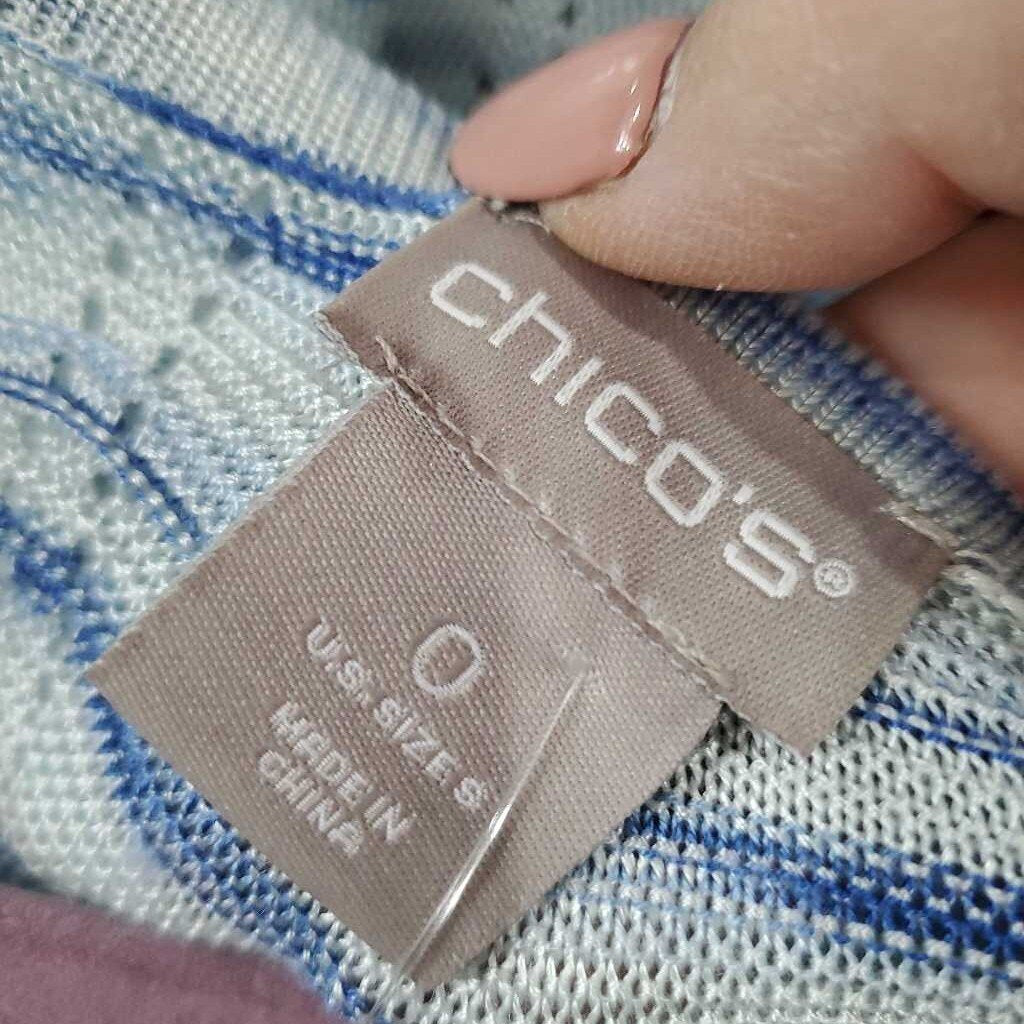 chico's®
0
U.S. SIZE S
MADE IN
CHINA